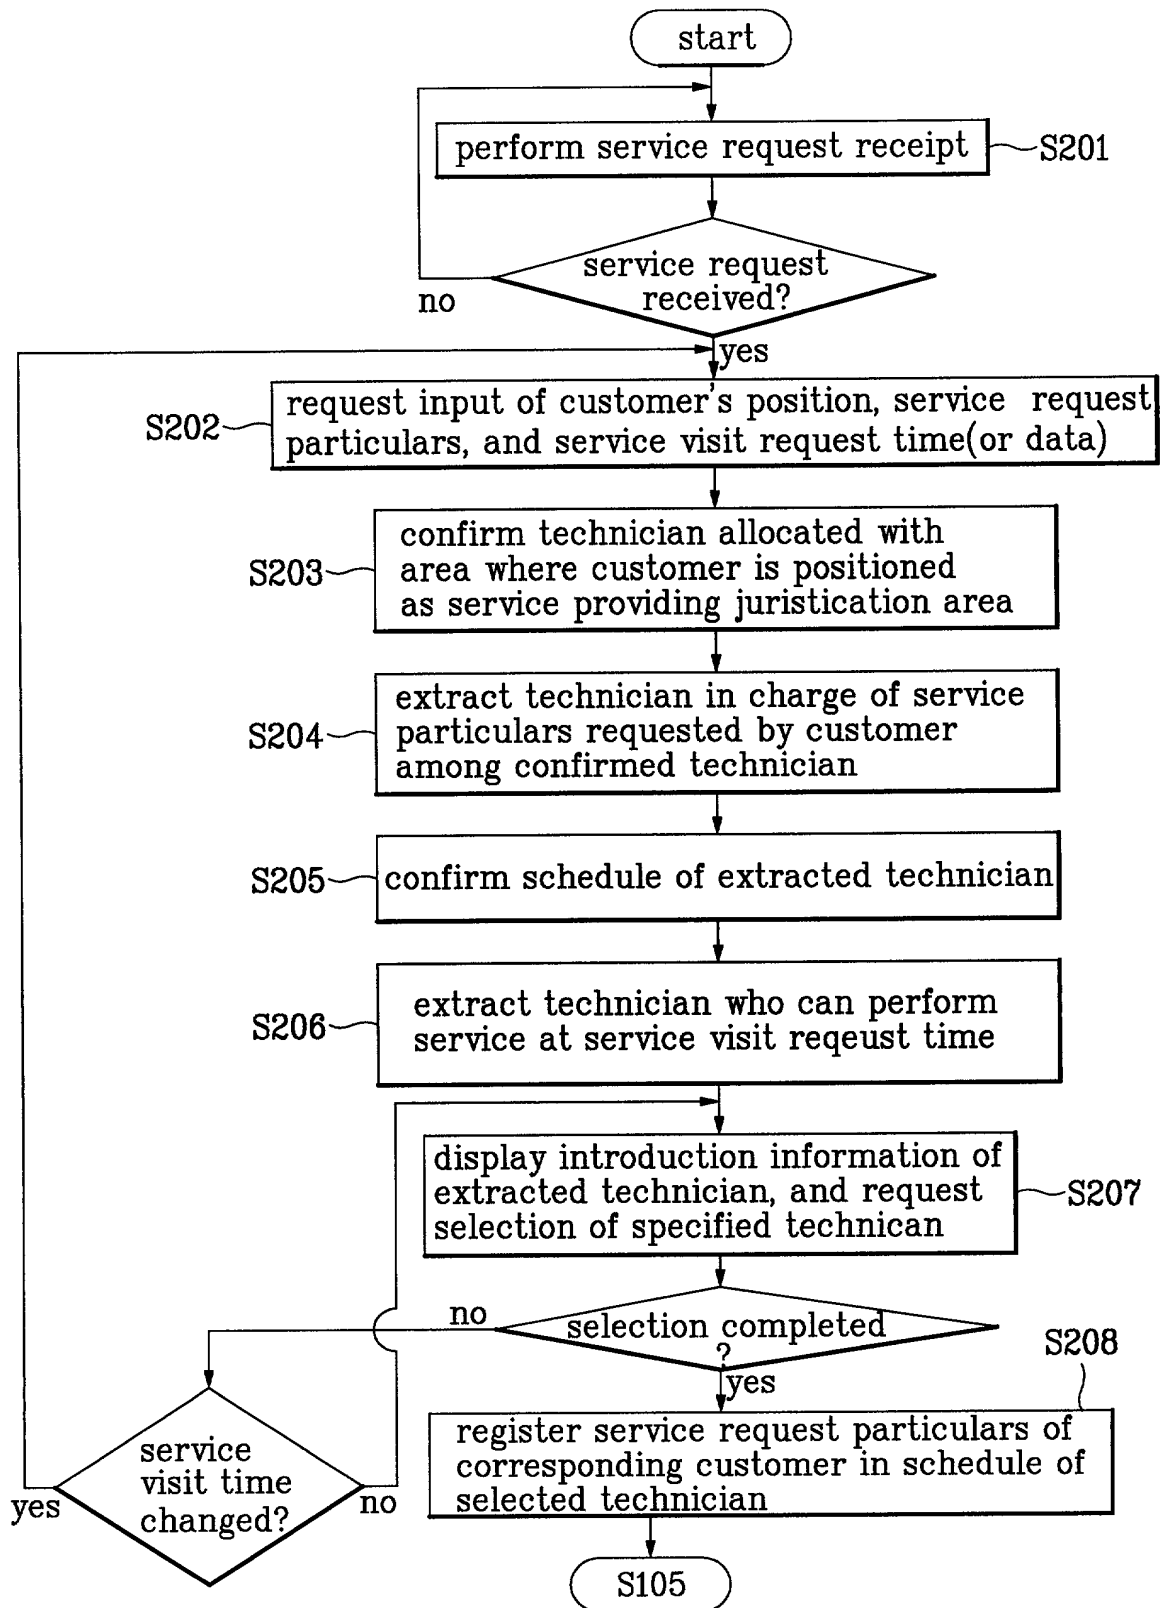 start
perform service request receipt
S201
service request
received?
no
yes
request input of customer's position, service request
particulars, and service visit request time(or data)
S202
confirm technician allocated with
area where customer is positioned
as service providing juristication area
S203
extract technician in charge of service
particulars requested by customer
among confirmed technician
S204
confirm schedule of extracted technician
S205
extract technician who can perform
service at service visit reqeust time
S206
display introduction information of
extracted technician, and request
selection of specified technican
S207
no
selection completed
?
yes
S208
register service request particulars of
corresponding customer in schedule of
selected technician
service
visit time
changed?
yes
no
S105